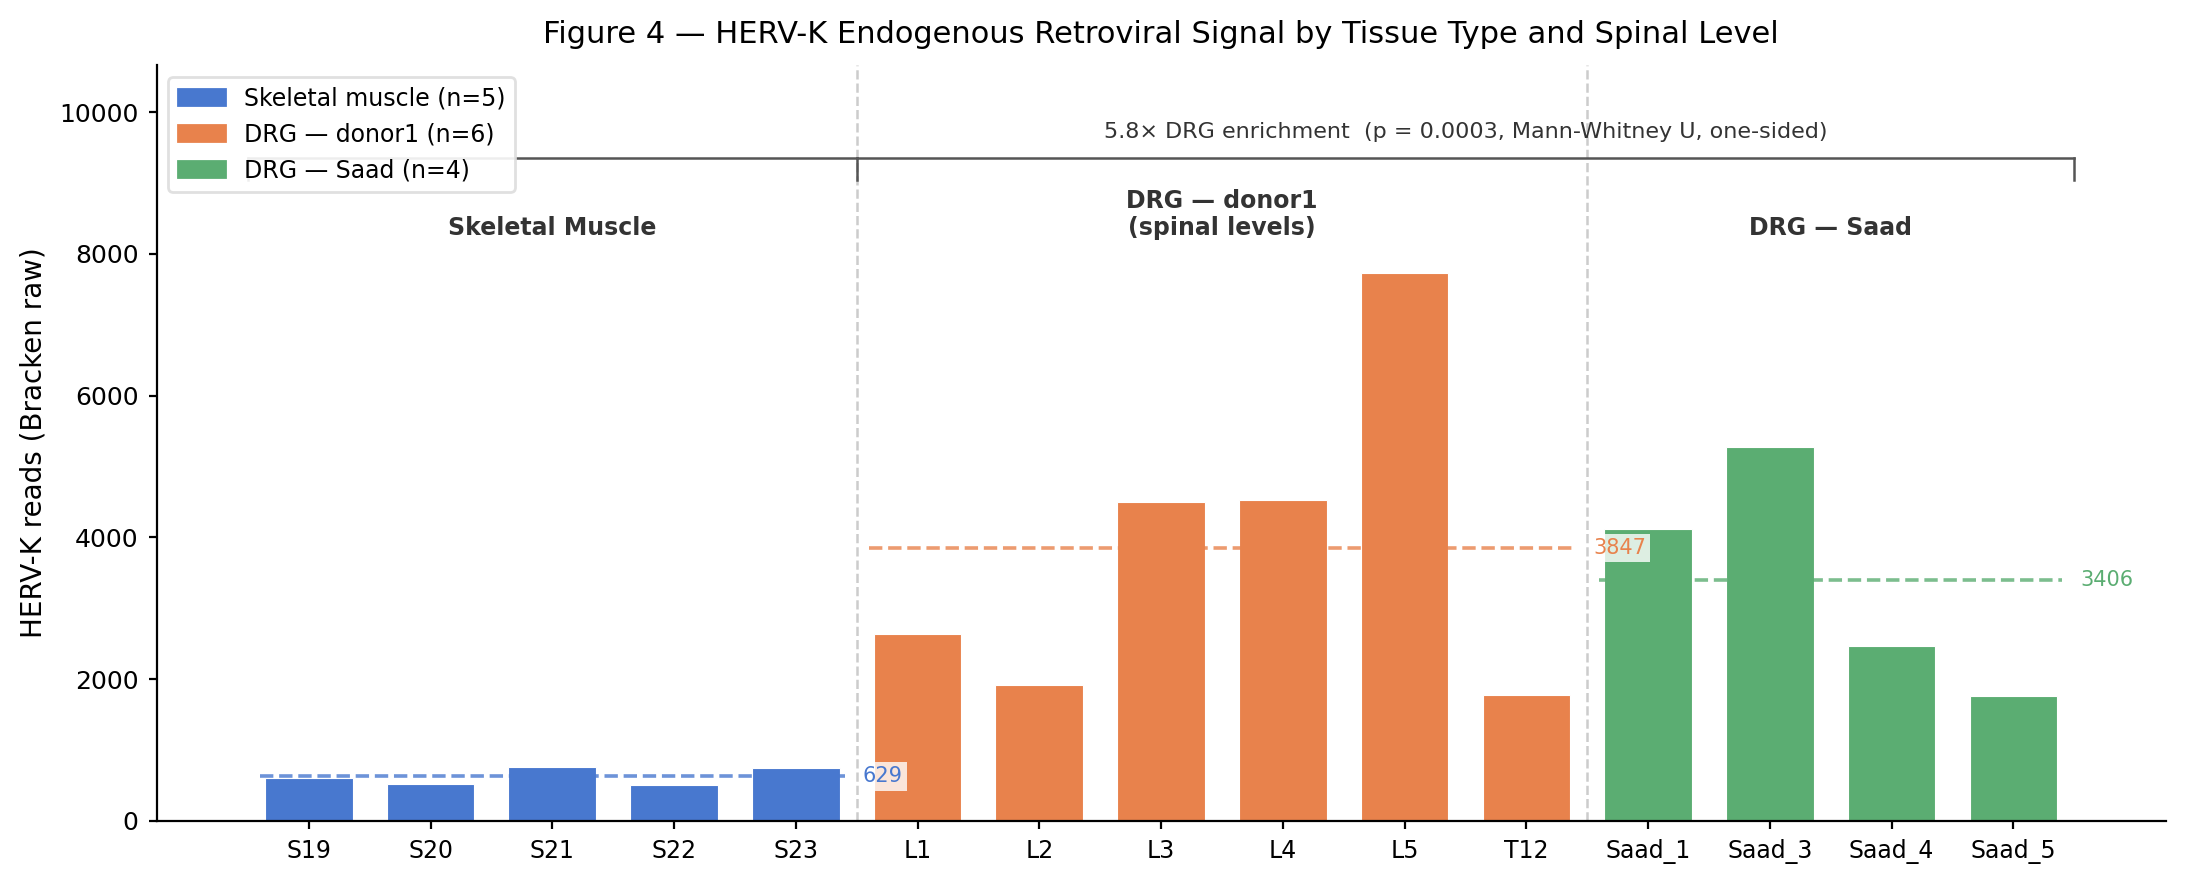 Figure 4 — HERV-K Endogenous Retroviral Signal by Tissue Type and Spinal Level
Skeletal muscle (n=5)
DRG — donor1 (n=6)
DRG — Saad (n=4)
5.8× DRG enrichment  (p = 0.0003, Mann-Whitney U, one-sided)
Skeletal Muscle
DRG — donor1
(spinal levels)
DRG — Saad
HERV-K reads (Bracken raw)
10000
8000
6000
4000
2000
0
629
3847
3406
S19 S20 S21 S22 S23 L1 L2 L3 L4 L5 T12 Saad_1 Saad_3 Saad_4 Saad_5